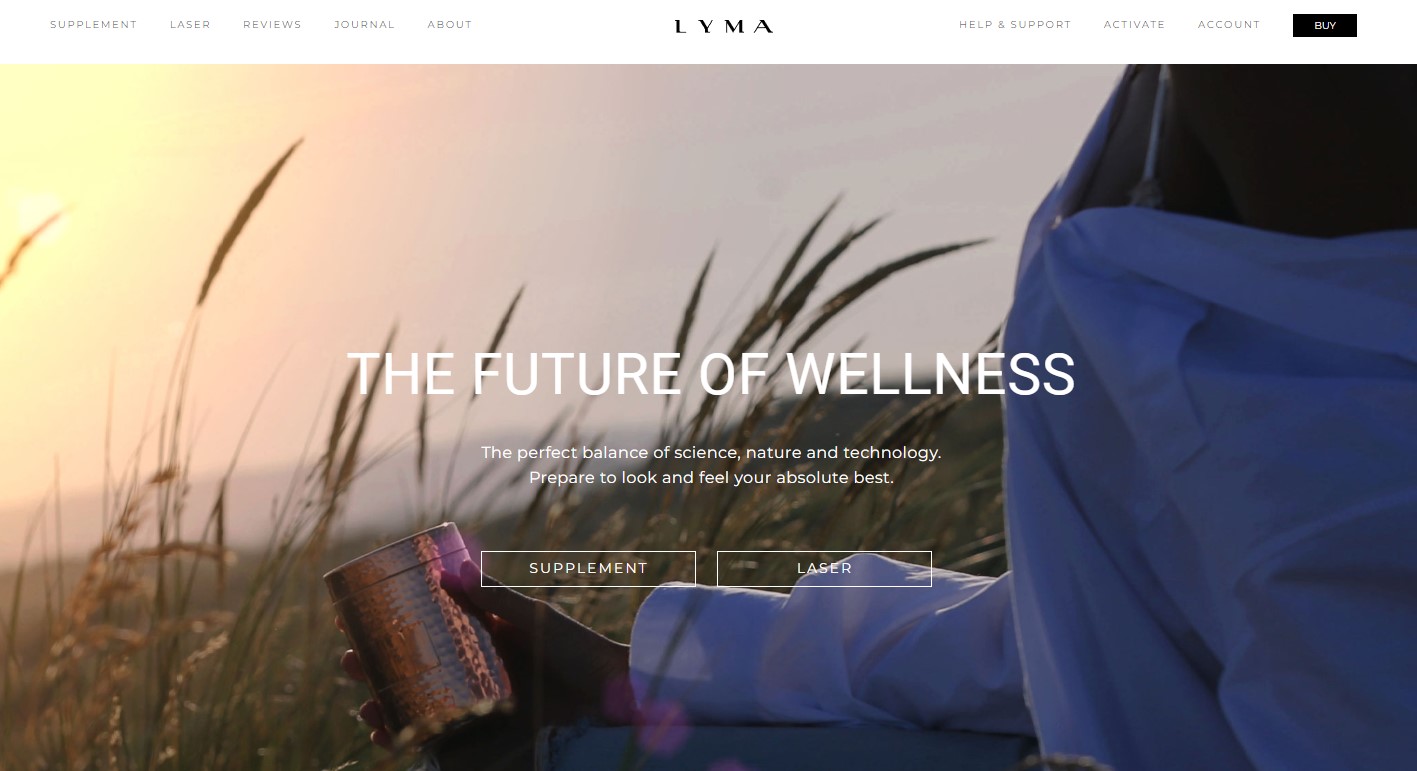 SUPPLEMENT LASER REVIEWS JOURNAL ABOUT LYMA HELP & SUPPORT ACTIVATE ACCOUNT BUY
THE FUTURE OF WELLNESS
The perfect balance of science, nature and technology.
Prepare to look and feel your absolute best.
SUPPLEMENT LASER